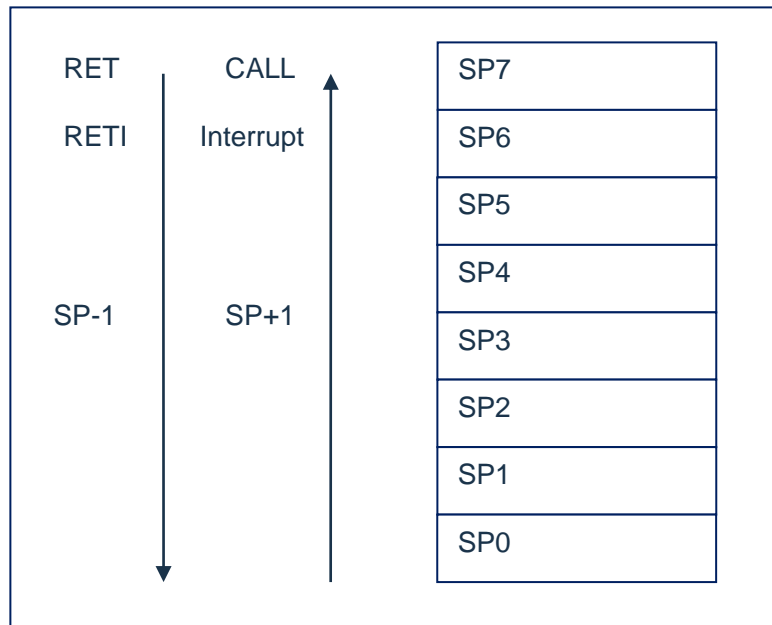 RET CALL SP7
RETI Interrupt SP6
SP5
SP4
SP-1 SP+1
SP3
SP2
SP1
SP0